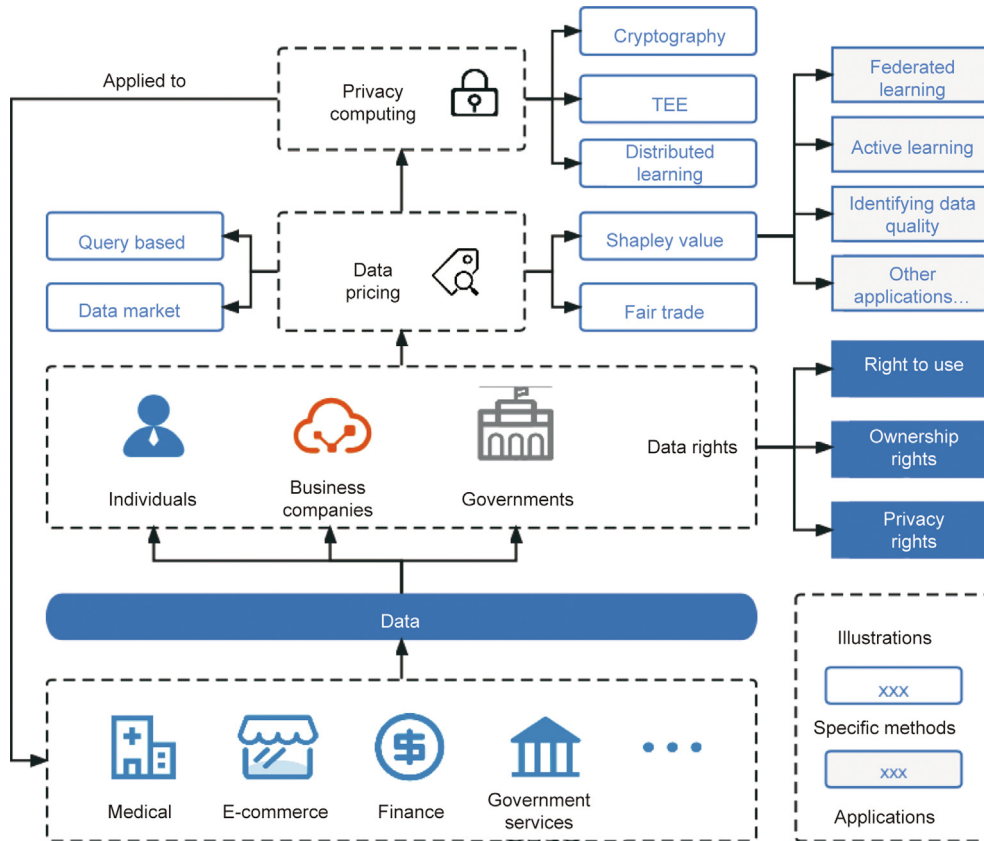 Applied to
Privacy
computing
Cryptography
TEE
Distributed
learning
Federated
learning
Active learning
Identifying data
quality
Other
applications…
Query based
Data market
Data
pricing
Shapley value
Fair trade
Individuals
Business
companies
Governments
Data rights
Right to use
Ownership
rights
Privacy
rights
Data
Medical
E-commerce
Finance
Government
services
Illustrations
xxx
Specific methods
xxx
Applications